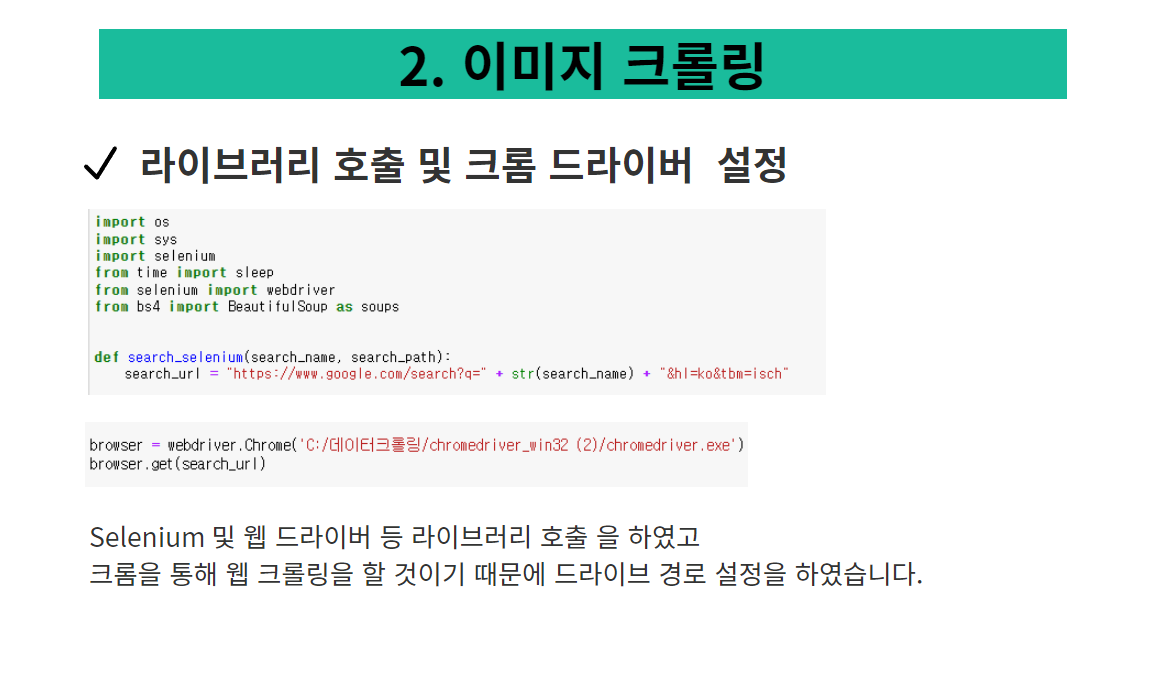 2. 이미지 크롤링
라이브러리 호출 및 크롬 드라이버 설정
import os
import sys
import selenium
from time import sleep
from selenium import webdriver
from bs4 import BeautifulSoup as soups
def search_selenium(search_name, search_path):
search_url = "https://www.google.com/search?q=" + str(search_name) + "&hl=ko&tbm=isch"
browser = webdriver.Chrome('C:/데이터크롤링/chromedriver_win32 (2)/chromedriver.exe')
browser.get(search_url)
Selenium 및 웹 드라이버 등 라이브러리 호출 을 하였고
크롬을 통해 웹 크롤링을 할 것이기 때문에 드라이브 경로 설정을 하였습니다.